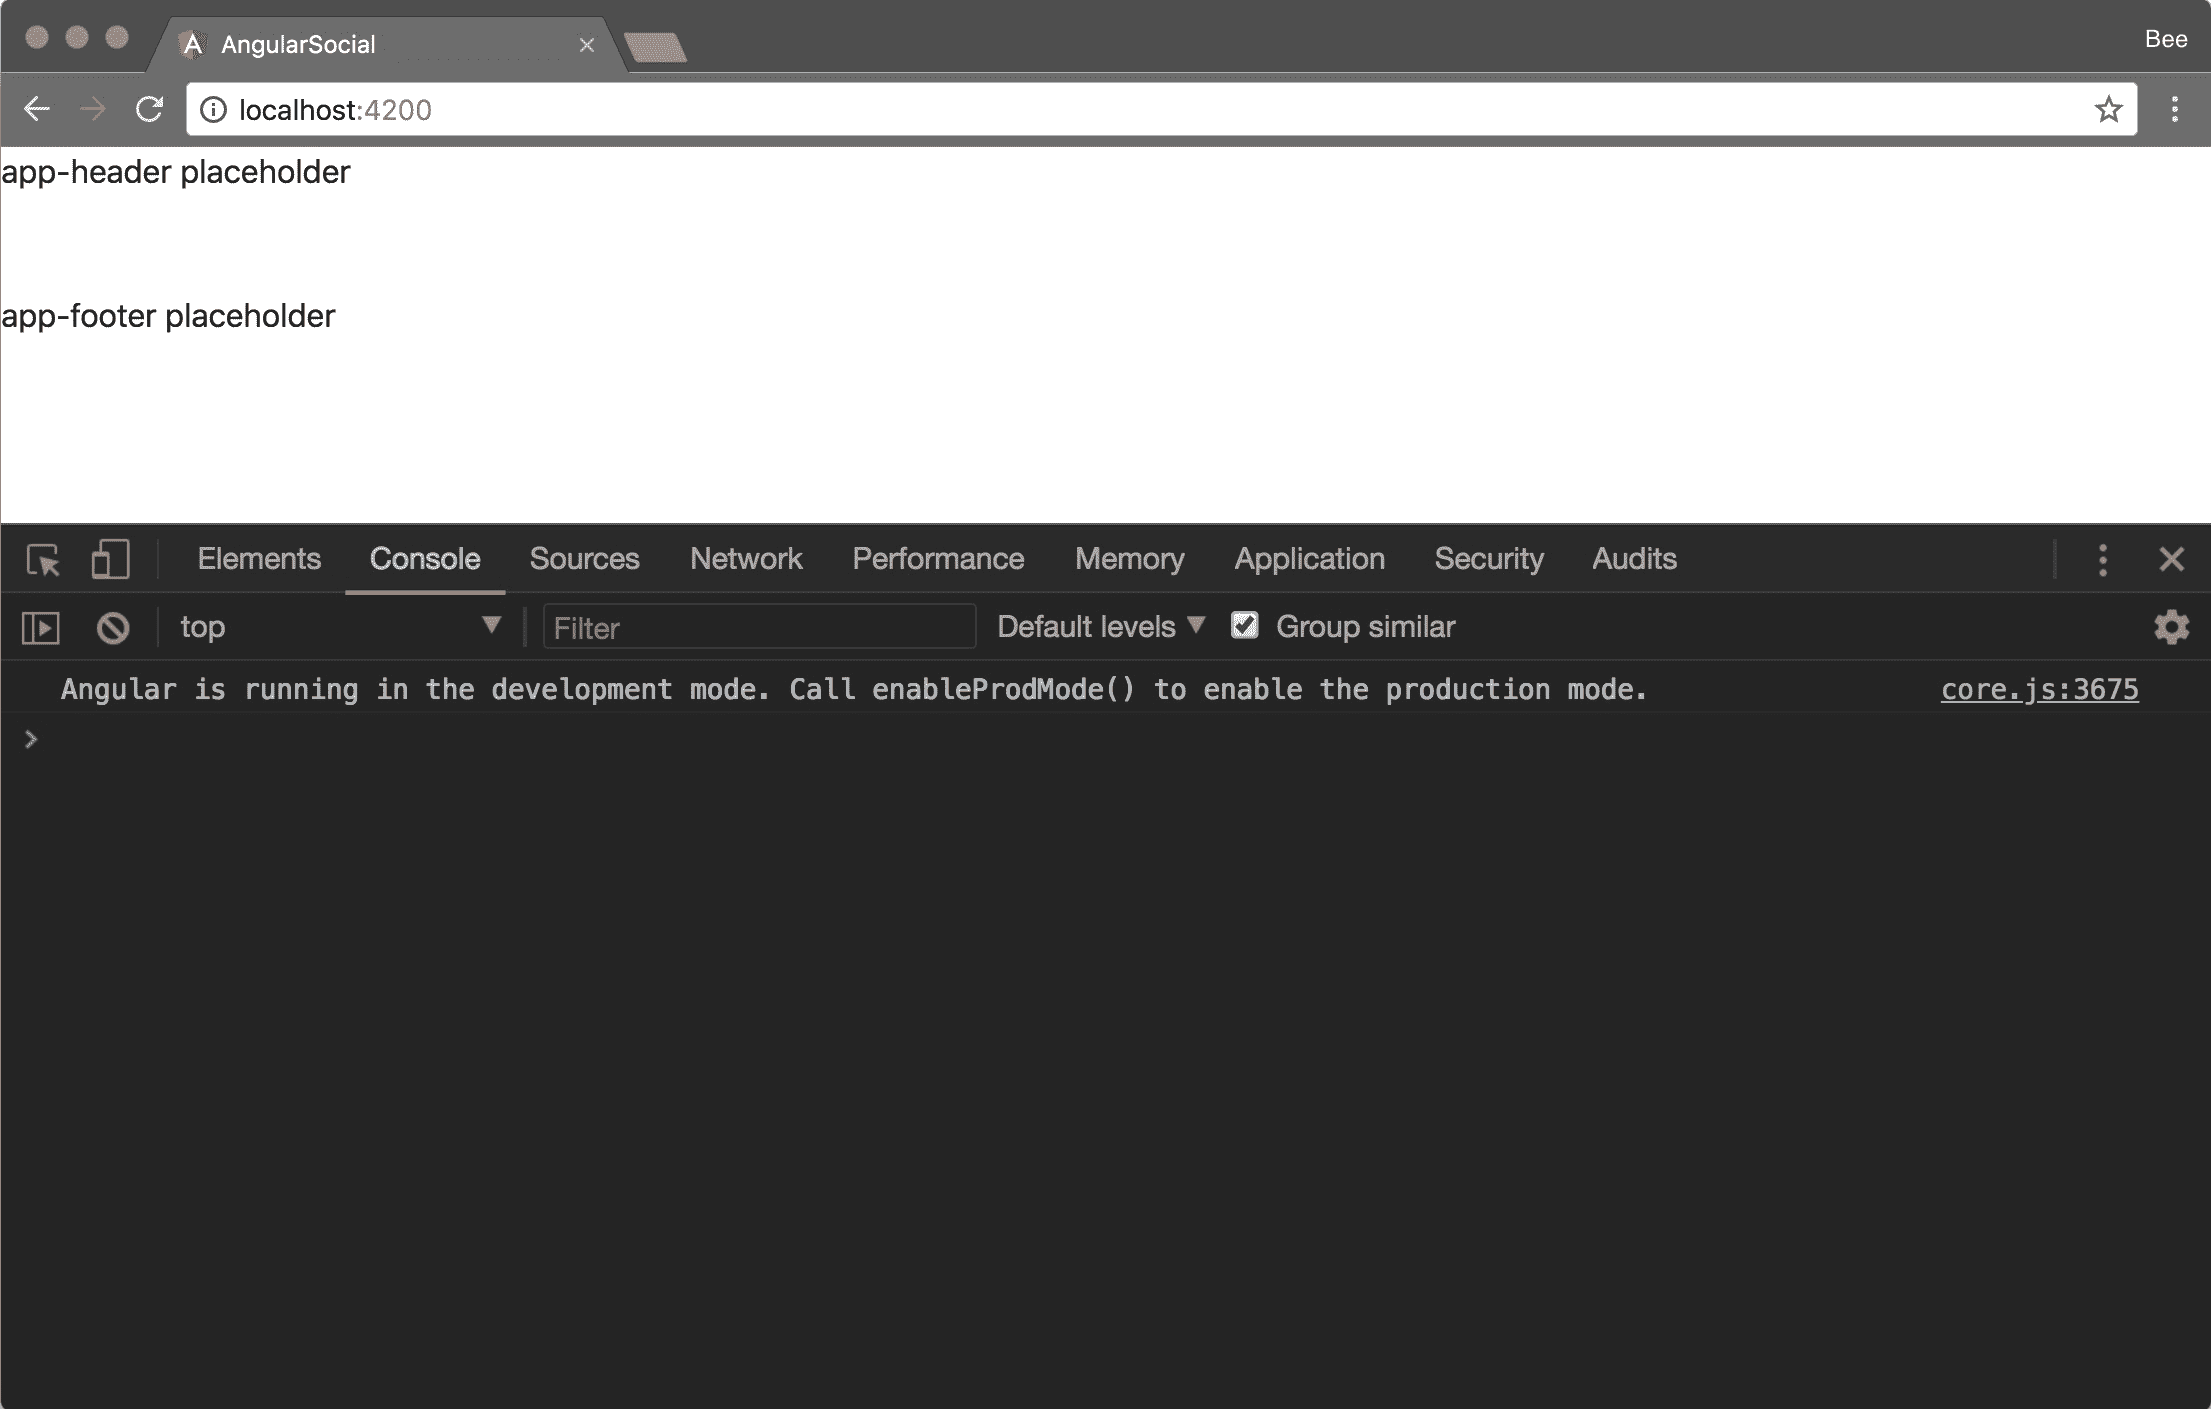 AngularSocial
Bee
localhost:4200
app-header placeholder
app-footer placeholder
Elements Console Sources Network Performance Memory Application Security Audits
top Filter Default levels Group similar
Angular is running in the development mode. Call enableProdMode() to enable the production mode. core.js:3675